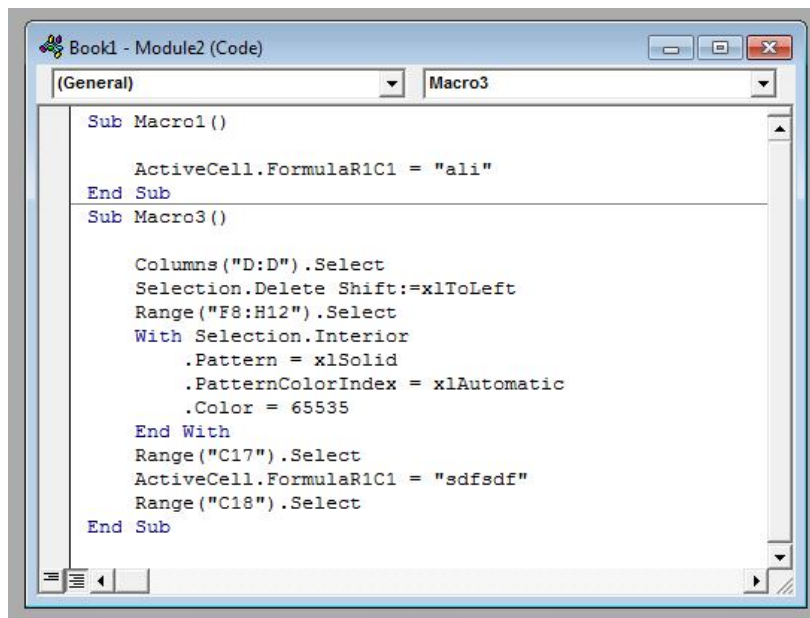 Book1 - Module2 (Code)
(General) Macro3
Sub Macro1()
ActiveCell.FormulaR1C1 = "ali"
End Sub
Sub Macro3()
Columns("D:D").Select
Selection.Delete Shift:=xlToLeft
Range("F8:H12").Select
With Selection.Interior
.Pattern = xlSolid
.PatternColorIndex = xlAutomatic
.Color = 65535
End With
Range("C17").Select
ActiveCell.FormulaR1C1 = "sdfsdf"
Range("C18").Select
End Sub